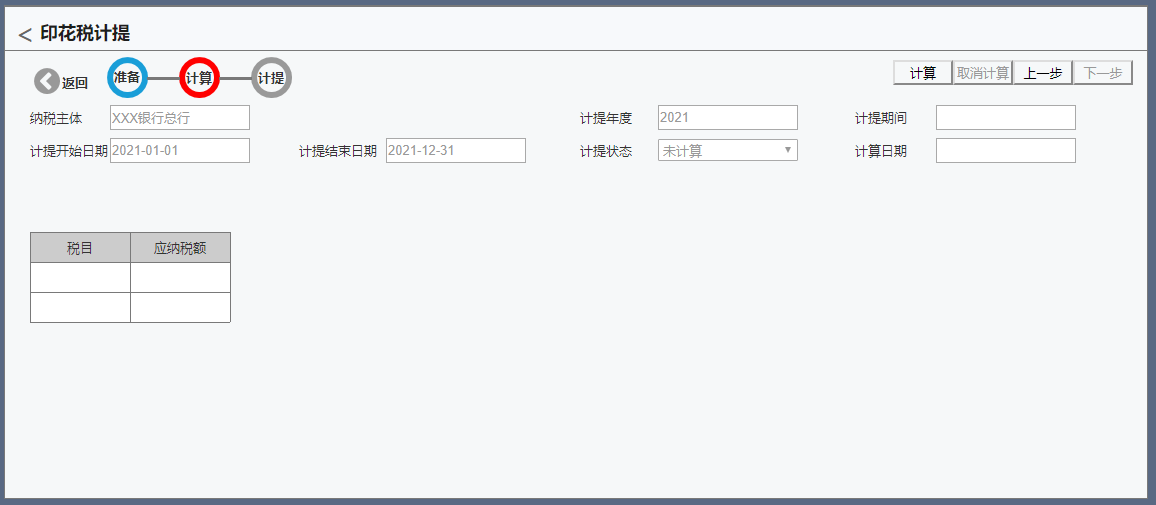 < 印花税计提
返回 准备 计算 计提 计算 取消计算 上一步 下一步
纳税主体 XXX银行总行 计提年度 2021 计提期间
计提开始日期 2021-01-01 计提结束日期 2021-12-31 计提状态 未计算 计算日期
税目 应纳税额